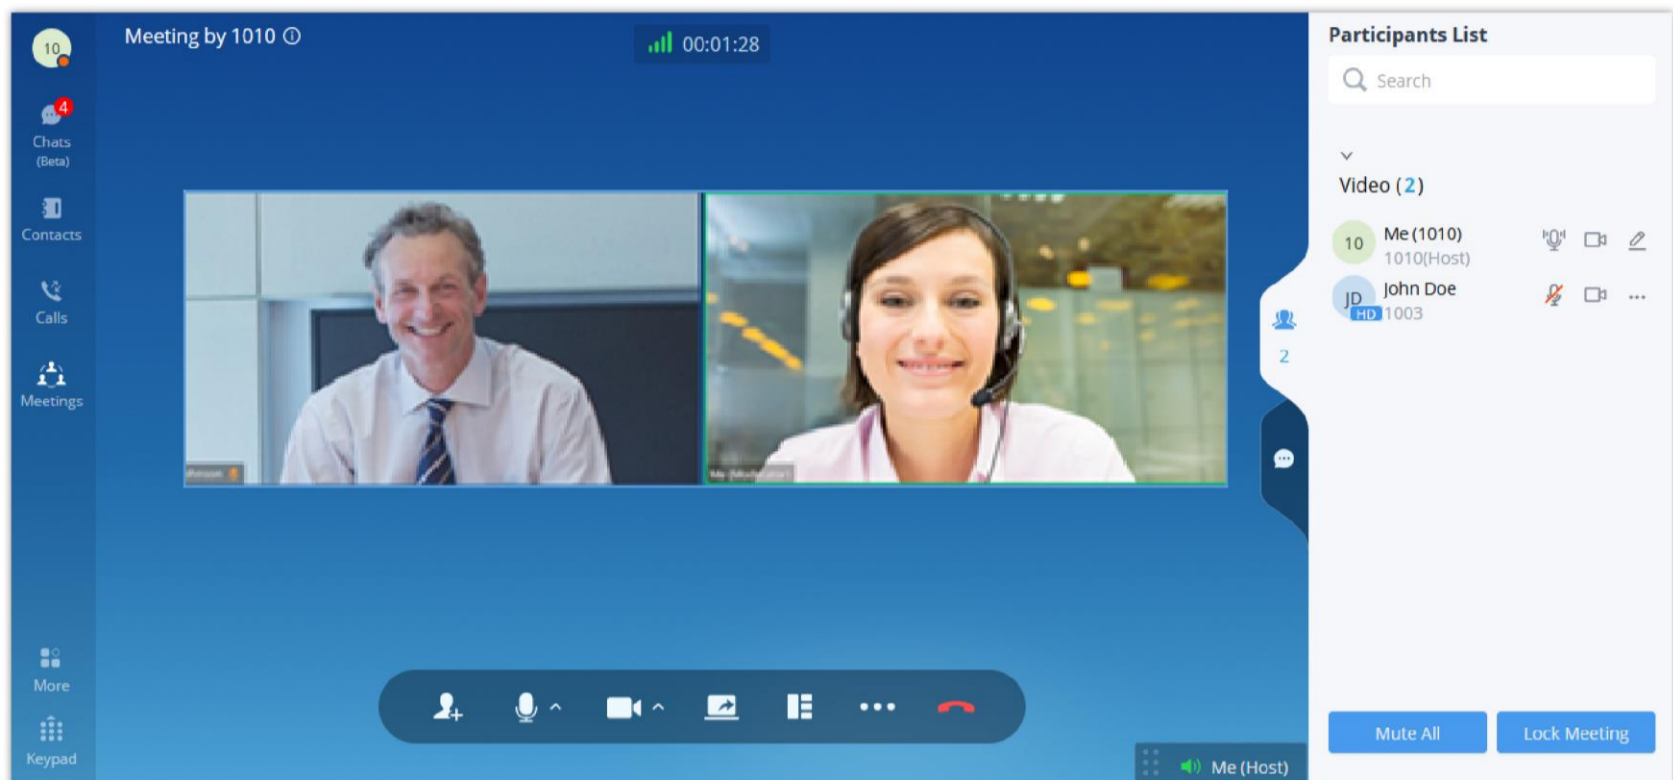 10
4
Chats
(Beta)
Contacts
Calls
Meetings
More
Keypad
Meeting by 1010
00:01:28
2
Me (Host)
Participants List
Search
Video (2)
10
Me (1010)
1010(Host)
JD
HD
John Doe
1003
Mute All
Lock Meeting